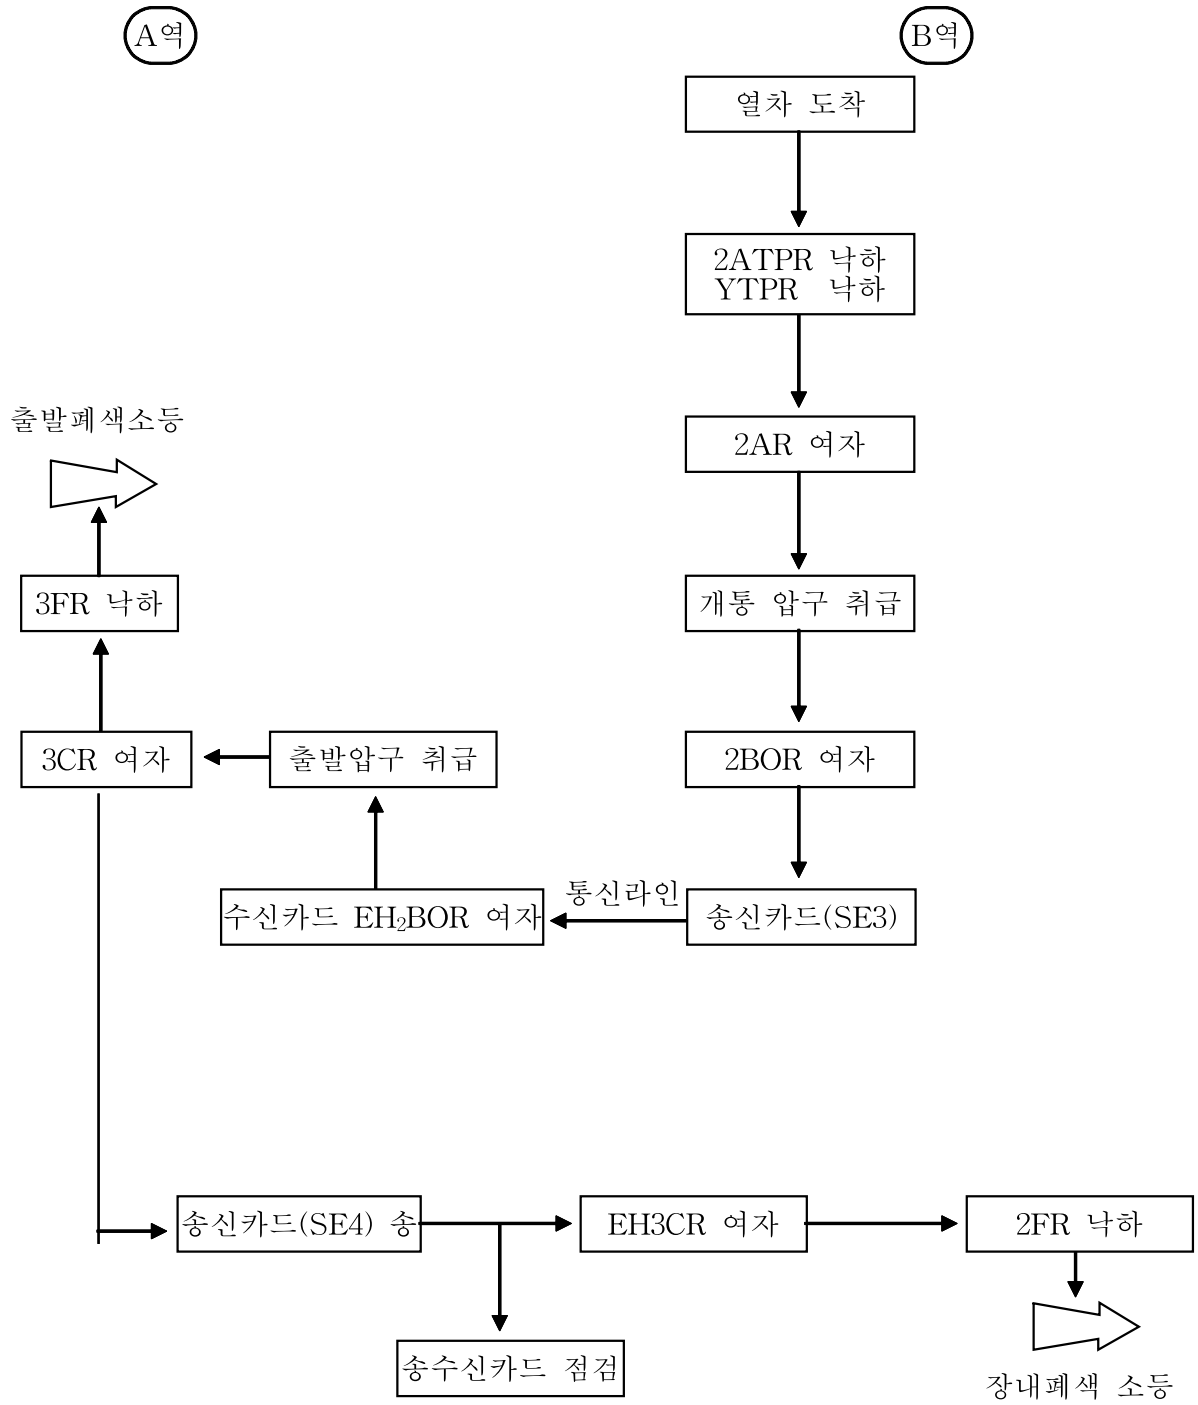 A역
B역
열차 도착
2ATPR 낙하
YTPR 낙하
출발폐색소등
2AR 여자
3FR 낙하
개통 압구 취급
3CR 여자
출발압구 취급
2BOR 여자
통신라인
수신카드 EH₂BOR 여자
송신카드(SE3)
송신카드(SE4) 송
EH3CR 여자
2FR 낙하
송수신카드 점검
장내폐색 소등